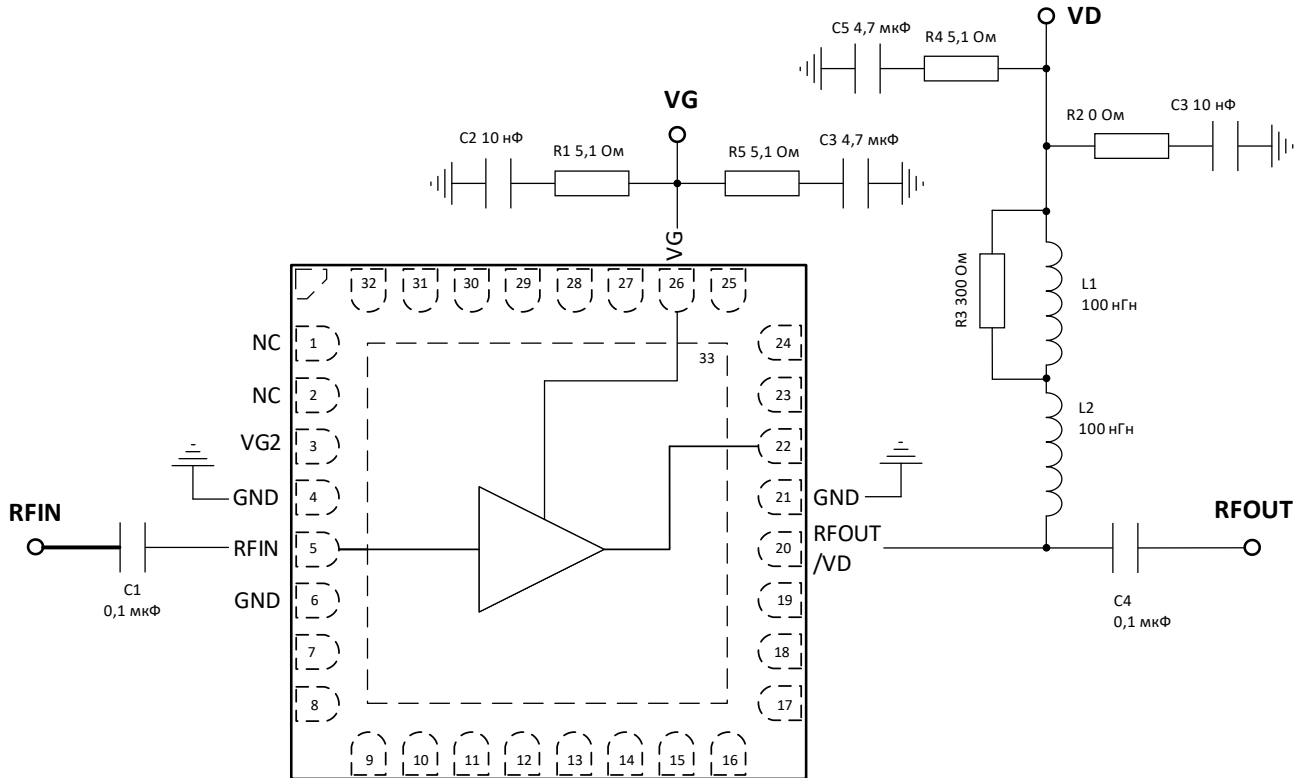 VD
C5 4,7 мкФ
R4 5,1 Ом
VG
R2 0 Ом
C3 10 нФ
C2 10 нФ
R1 5,1 Ом
R5 5,1 Ом
C3 4,7 мкФ
VG
R3 300 Ом
L1
100 нГн
L2
100 нГн
32
31
30
29
28
27
26
25
NC
1
NC
2
VG2
3
GND
4
RFIN
RFIN
5
GND
6
7
8
C1
0,1 мкФ
33
24
23
22
21
GND
20
RFOUT
/VD
19
18
17
RFOUT
C4
0,1 мкФ
9
10
11
12
13
14
15
16